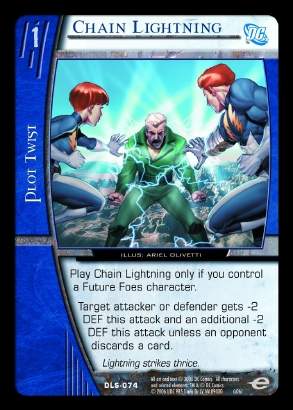 1
CHAIN LIGHTNING
DC
PLOT TWIST
ILLUS: ARIEL OLIVETTI
Play Chain Lightning only if you control
a Future Foes character.
Target attacker or defender gets -2
DEF this attack and an additional -2
DEF this attack unless an opponent
discards a card.
Lightning strikes thrice.
DLS-074